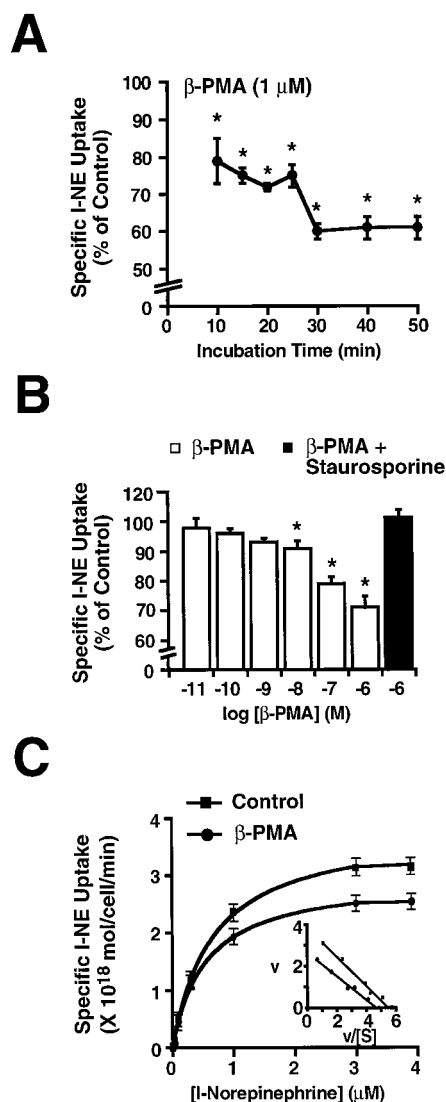 A
β-PMA (1 μM)
Specific l-NE Uptake
(% of Control)
100
90
80
70
60
50
0
* * * * * * *
0 10 20 30 40 50
Incubation Time (min)
B
□ β-PMA ■ β-PMA +
Staurosporine
Specific l-NE Uptake
(% of Control)
120
100
90
80
70
60
0
* * *
-11 -10 -9 -8 -7 -6 -6
log [β-PMA] (M)
C
Control
β-PMA
Specific l-NE Uptake
(X 10¹⁸ mol/cell/min)
4
3
2
1
0
0 1 2 3 4
[l-Norepinephrine] (μM)
v
4
2
0
0 2 4 6
v/[S]